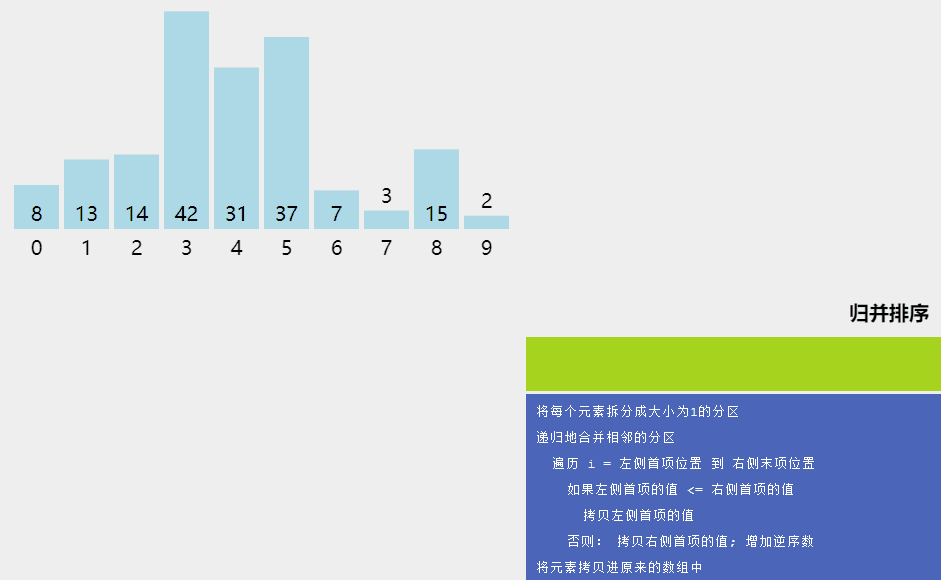 3
2
8 13 14 42 31 37 7 15
0 1 2 3 4 5 6 7 8 9
归并排序
将每个元素拆分成大小为1的分区
递归地合并相邻的分区
遍历 i = 左侧首项位置 到 右侧末项位置
如果左侧首项的值 <= 右侧首项的值
拷贝左侧首项的值
否则: 拷贝右侧首项的值; 增加逆序数
将元素拷贝进原来的数组中